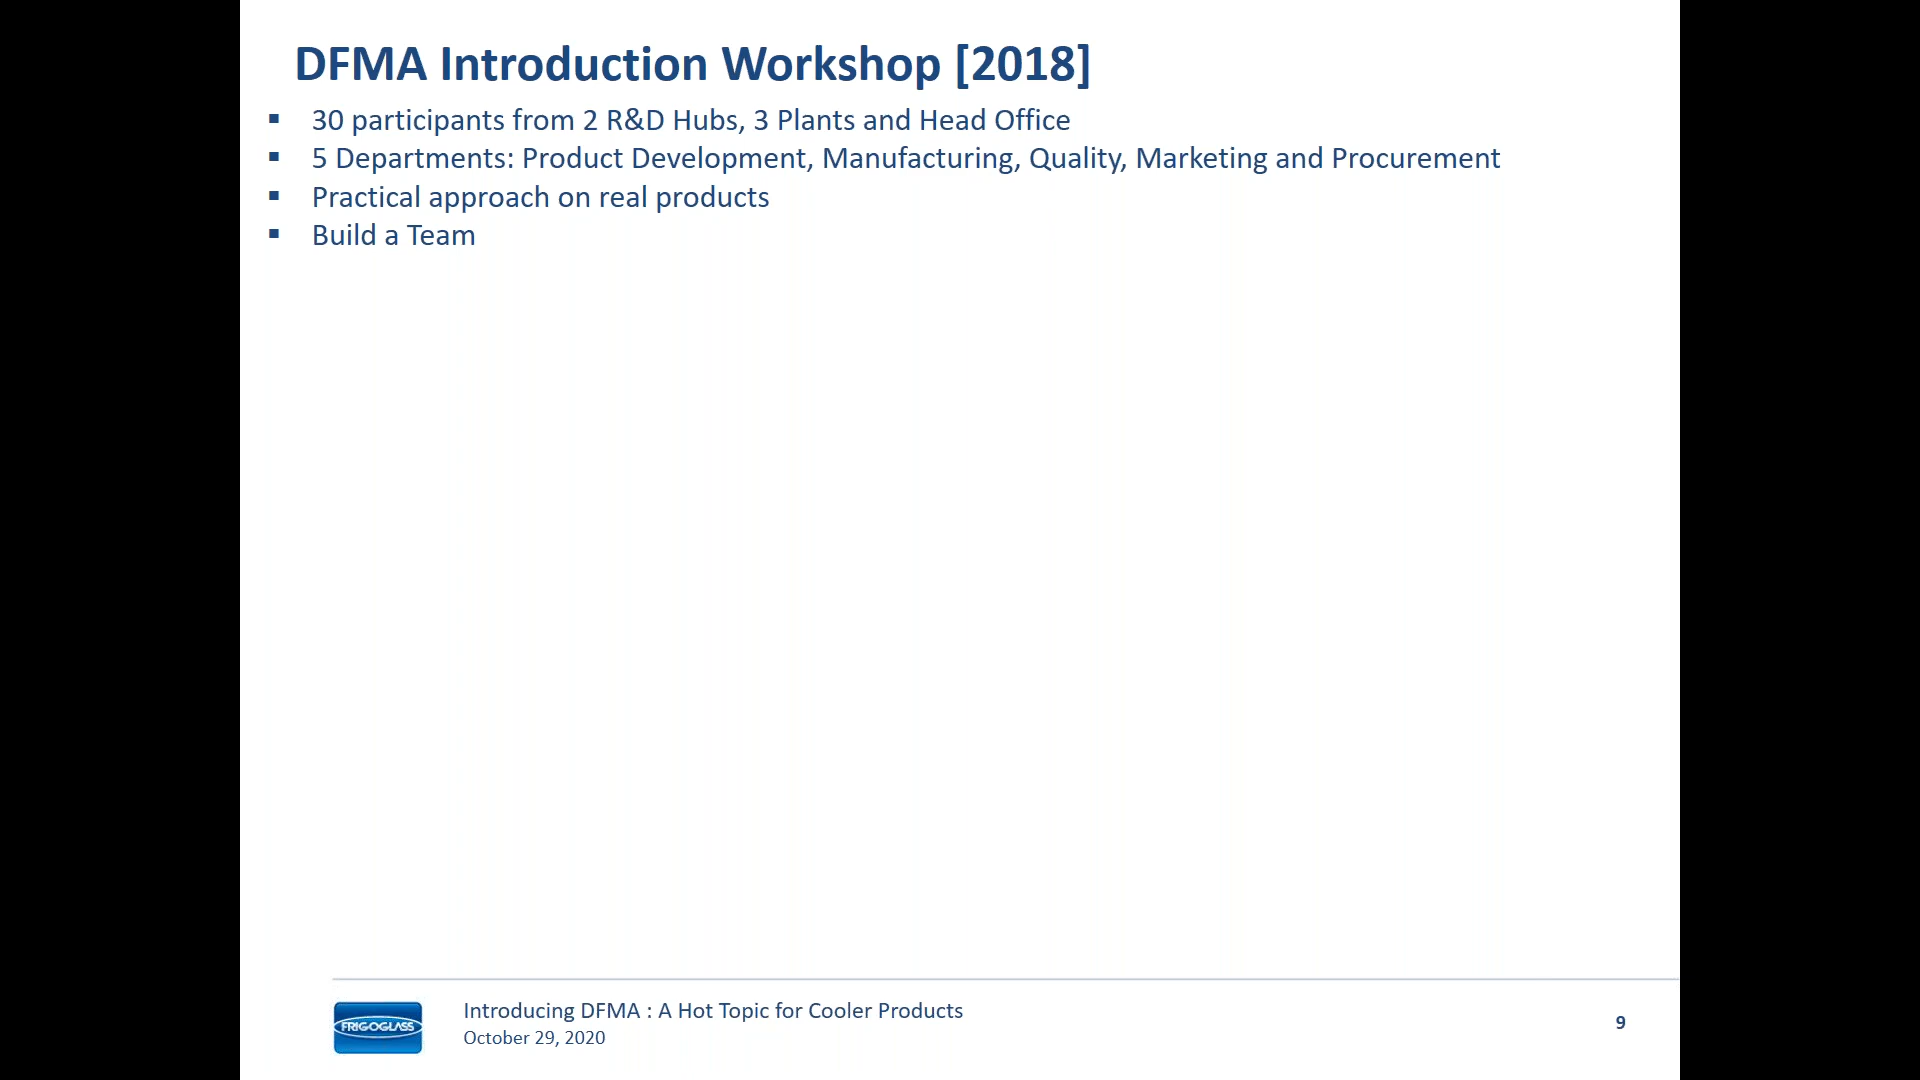 DFMA Introduction Workshop [2018]
▪ 30 participants from 2 R&D Hubs, 3 Plants and Head Office
▪ 5 Departments: Product Development, Manufacturing, Quality, Marketing and Procurement
▪ Practical approach on real products
▪ Build a Team
FRIGOGLASS
Introducing DFMA : A Hot Topic for Cooler Products
October 29, 2020
9